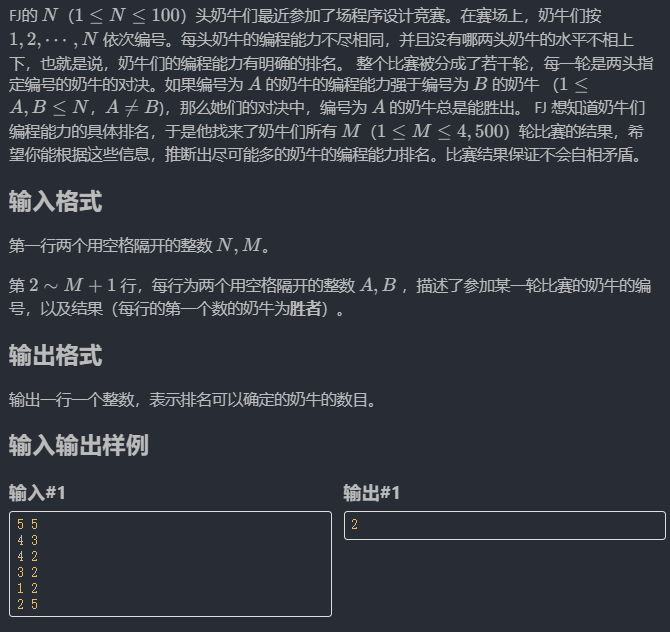 FJ的 N（1 ≤ N ≤ 100）头奶牛们最近参加了场程序设计竞赛。在赛场上，奶牛们按
1, 2, ⋯, N 依次编号。每头奶牛的编程能力不尽相同，并且没有哪两头奶牛的水平不相上
下，也就是说，奶牛们的编程能力有明确的排名。 整个比赛被分成了若干轮，每一轮是两头指
定编号的奶牛的对决。如果编号为 A 的奶牛的编程能力强于编号为 B 的奶牛 （1 ≤
A, B ≤ N，A ≠ B)，那么她们的对决中，编号为 A 的奶牛总是能胜出。 FJ 想知道奶牛们
编程能力的具体排名，于是他找来了奶牛们所有 M（1 ≤ M ≤ 4,500）轮比赛的结果，希
望你能根据这些信息，推断出尽可能多的奶牛的编程能力排名。比赛结果保证不会自相矛盾。
输入格式
第一行两个用空格隔开的整数 N, M。
第 2 ∼ M + 1 行，每行为两个用空格隔开的整数 A, B ，描述了参加某一轮比赛的奶牛的编
号，以及结果（每行的第一个数的奶牛为胜者）。
输出格式
输出一行一个整数，表示排名可以确定的奶牛的数目。
输入输出样例
输入#1
5 5
4 3
4 2
3 2
1 2
2 5
输出#1
2